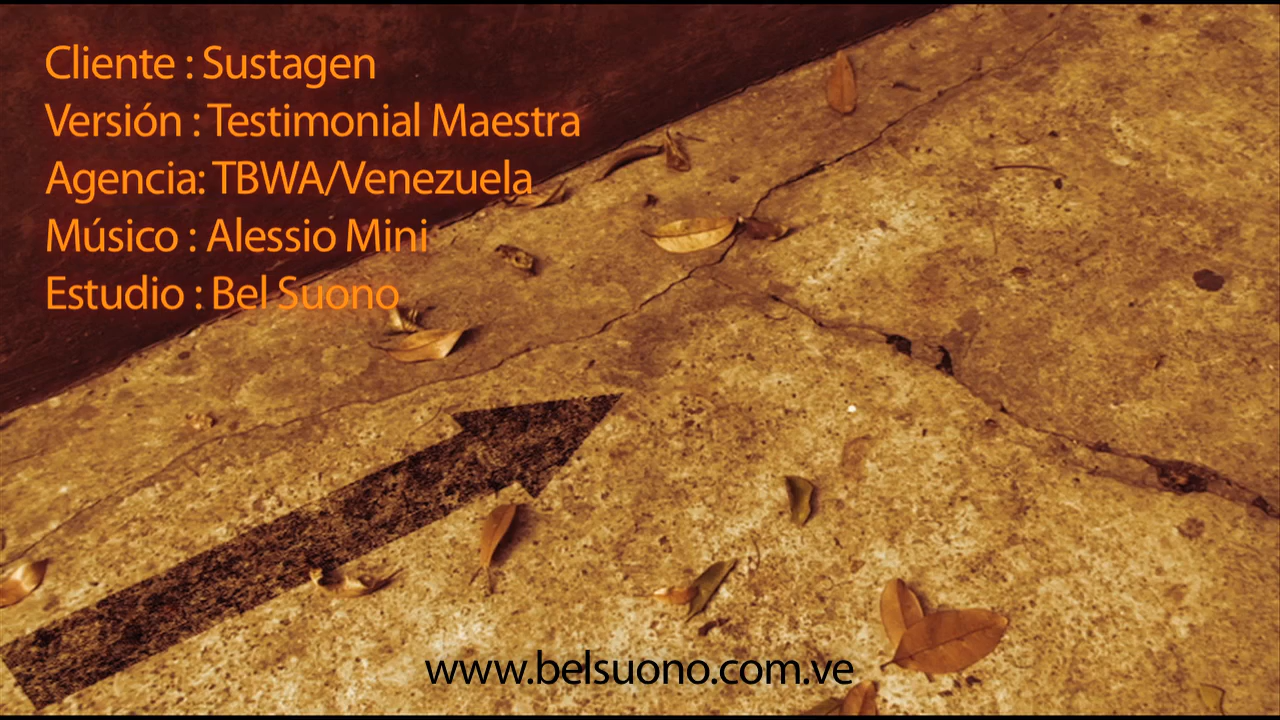 Cliente : Sustagen
Versión : Testimonial Maestra
Agencia: TBWA/Venezuela
Músico : Alessio Mini
Estudio : Bel Suono
www.belsuono.com.ve